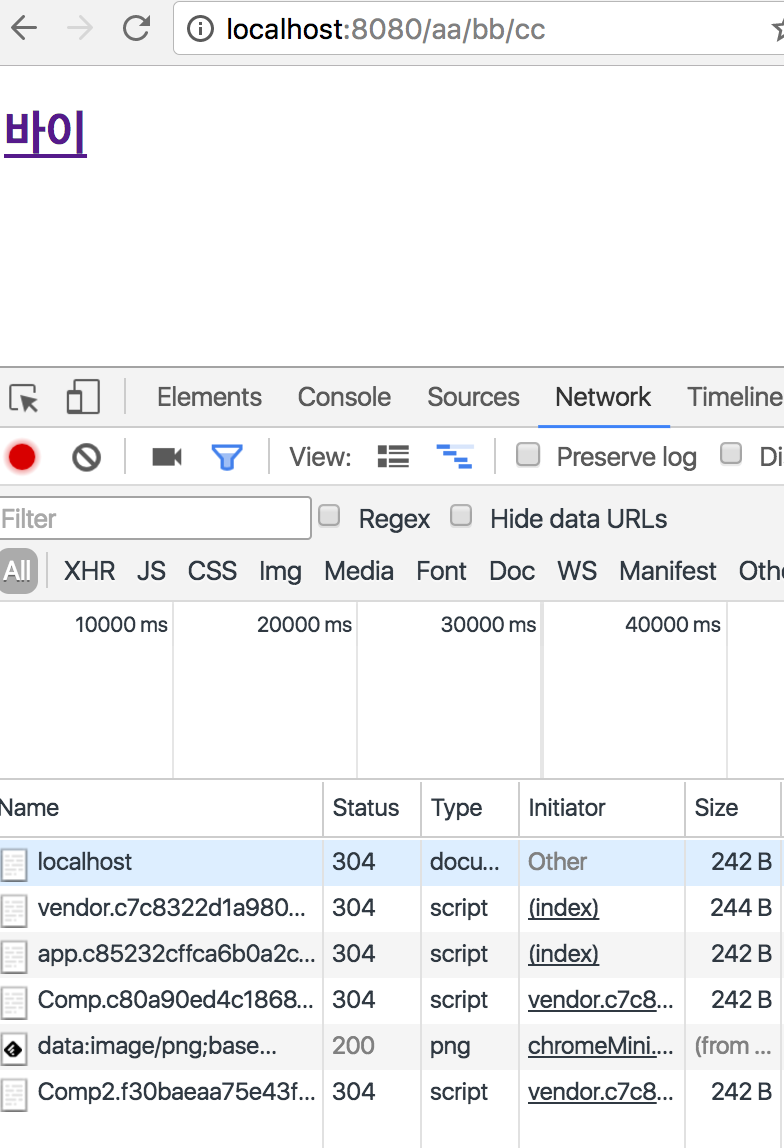 localhost:8080/aa/bb/cc
바이
Elements Console Sources Network Timeline
View: Preserve log Di
Filter Regex Hide data URLs
All XHR JS CSS Img Media Font Doc WS Manifest Othe
10000 ms 20000 ms 30000 ms 40000 ms
Name Status Type Initiator Size
localhost 304 docu... Other 242 B
vendor.c7c8322d1a980... 304 script (index) 244 B
app.c85232cffca6b0a2c... 304 script (index) 242 B
Comp.c80a90ed4c1868... 304 script vendor.c7c8... 242 B
data:image/png;base... 200 png chromeMini.... (from ...
Comp2.f30baeaa75e43f... 304 script vendor.c7c8... 242 B